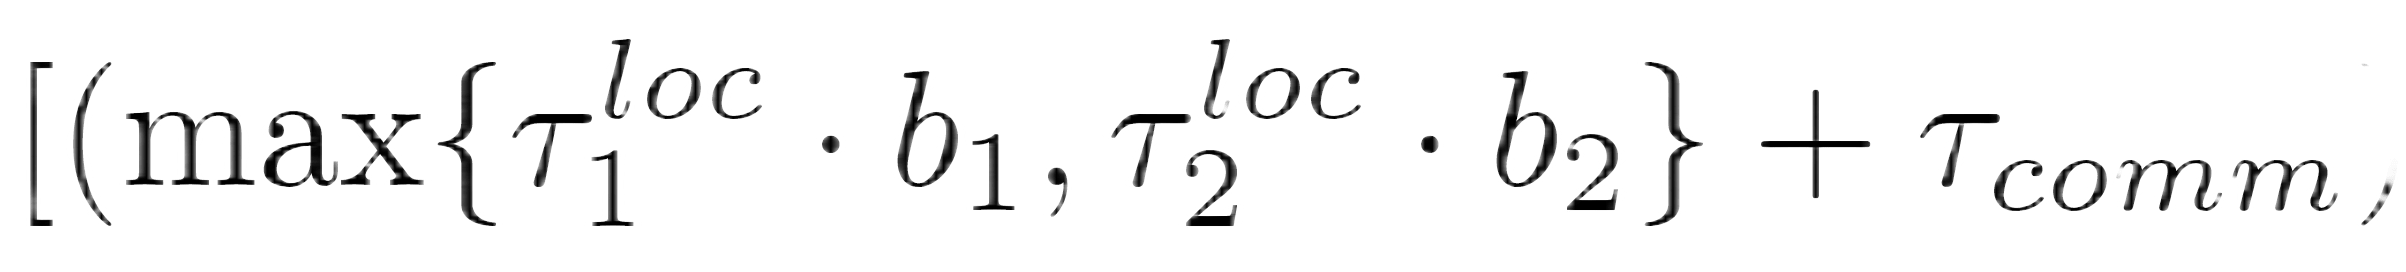 [(max{τ_1^{loc} · b_1, τ_2^{loc} · b_2} + τ_{comm})